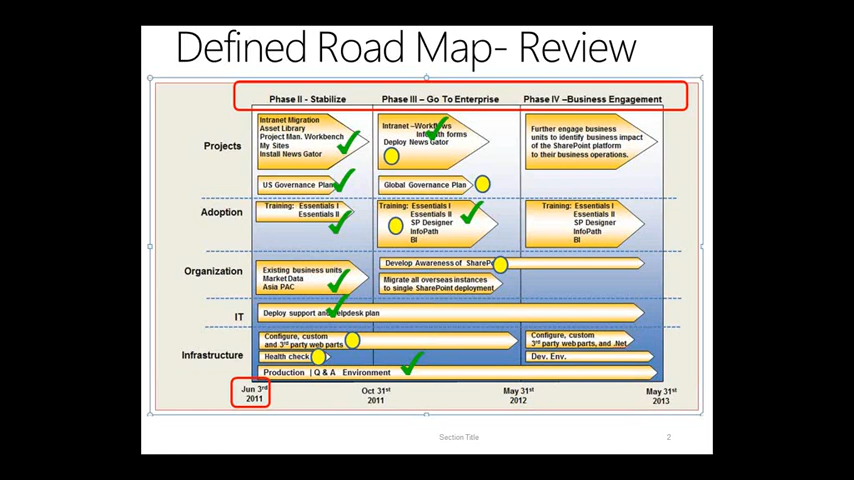 Defined Road Map- Review
Phase II - Stabilize
Phase III – Go To Enterprise
Phase IV –Business Engagement
Projects
Intranet Migration
Asset Library
Project Man. Workbench
My Sites
Install News Gator
Intranet –Workflows
forms
Deploy News Gator
Further engage business
units to identify business impact
of the SharePoint platform
to their business operations.
US Governance Plan
Global Governance Plan
Adoption
Training: Essentials I
Essentials II
Training: Essentials I
Essentials II
SP Designer
InfoPath
BI
Training: Essentials I
Essentials II
SP Designer
InfoPath
BI
Organization
Existing business units
MarketData
Asia PAC
Develop Awareness of
Migrate all overseas instances
to single SharePoint deployment
IT
Deploy support and helpdesk plan
Infrastructure
Configure, custom
and 3rd party web parts
Configure, custom
3rd party web parts, and .Net
Health check
Dev. Env.
Production | Q & A Environment
Jun 3rd
2011
Oct 31st
2011
May 31st
2012
May 31st
2013
Section Title
2